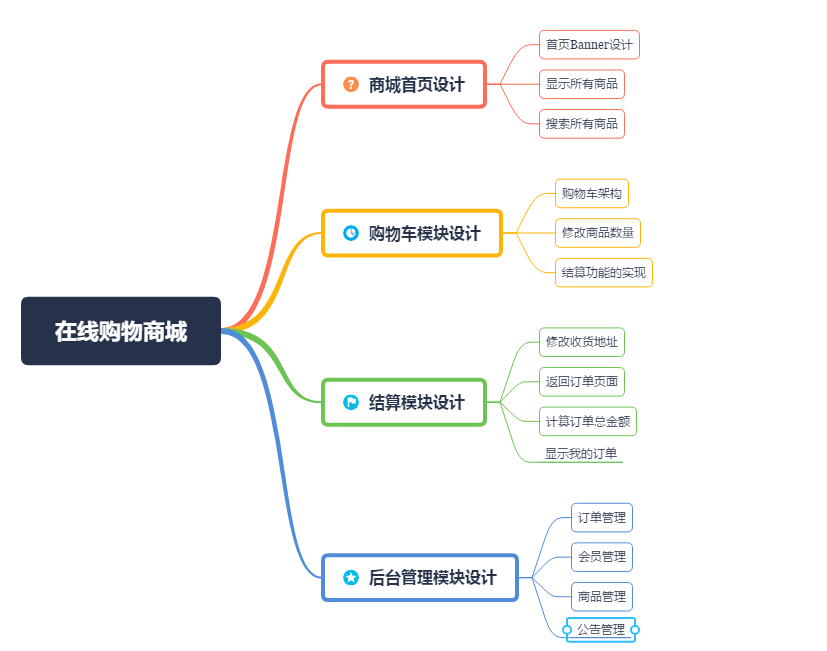 在线购物商城
商城首页设计
首页Banner设计
显示所有商品
搜索所有商品
购物车模块设计
购物车架构
修改商品数量
结算功能的实现
结算模块设计
修改收货地址
返回订单页面
计算订单总金额
显示我的订单
后台管理模块设计
订单管理
会员管理
商品管理
公告管理